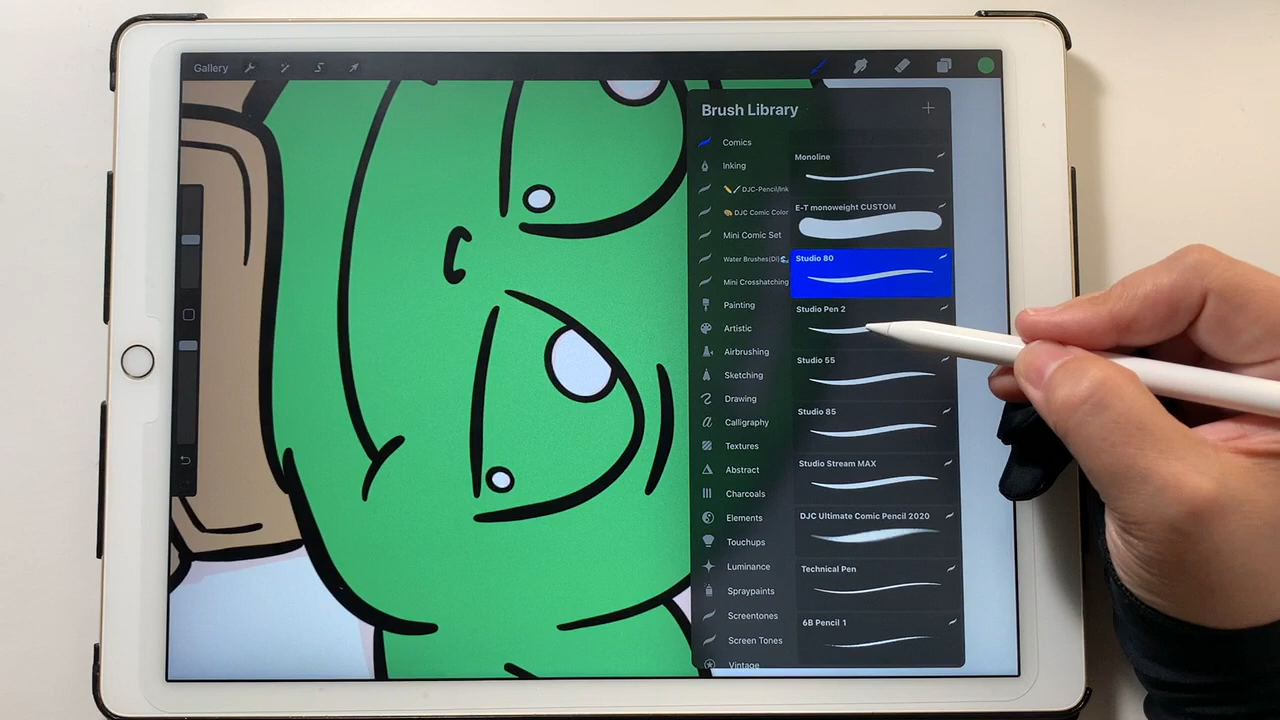 Gallery
Brush Library
Comics
Inking
DJC-Pencil/Ink
DJC Comic Color
Mini Comic Set
Water Brushes(D)
Mini Crosshatching
Painting
Artistic
Airbrushing
Sketching
Drawing
Calligraphy
Textures
Abstract
Charcoals
Elements
Touchups
Luminance
Spraypaints
Screentones
Screen Tones
Vintage
Monoline
E-T monoweight CUSTOM
Studio 80
Studio Pen 2
Studio 55
Studio 85
Studio Stream MAX
DJC Ultimate Comic Pencil 2020
Technical Pen
6B Pencil 1